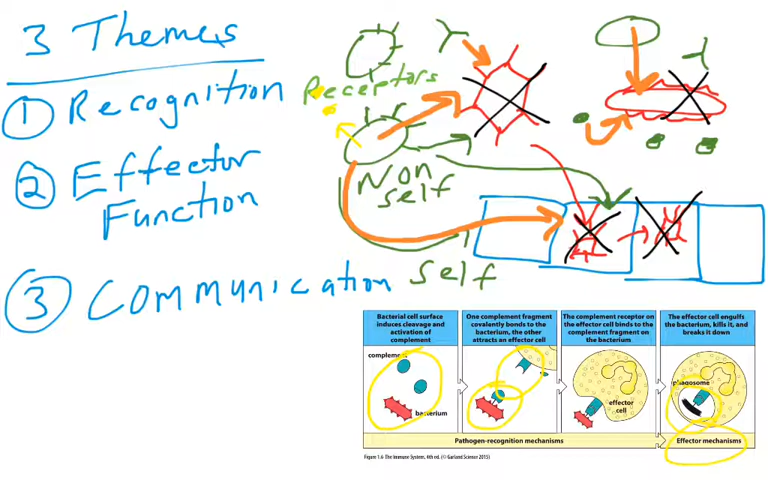 3 Themes
① Recognition
② Effector
Function
③ Communication
Receptors
Non
self
self
Bacterial cell surface
induces cleavage and
activation of
complement
One complement fragment
covalently bonds to the
bacterium, the other
attracts an effector cell
The complement receptor on
the effector cell binds to the
complement fragment on
the bacterium
The effector cell engulfs
the bacterium, kills it, and
breaks it down
complement
bacterium
effector
cell
phagosome
Pathogen-recognition mechanisms
Effector mechanisms
Figure 1.6 The Immune System, 4th ed. (© Garland Science 2015)